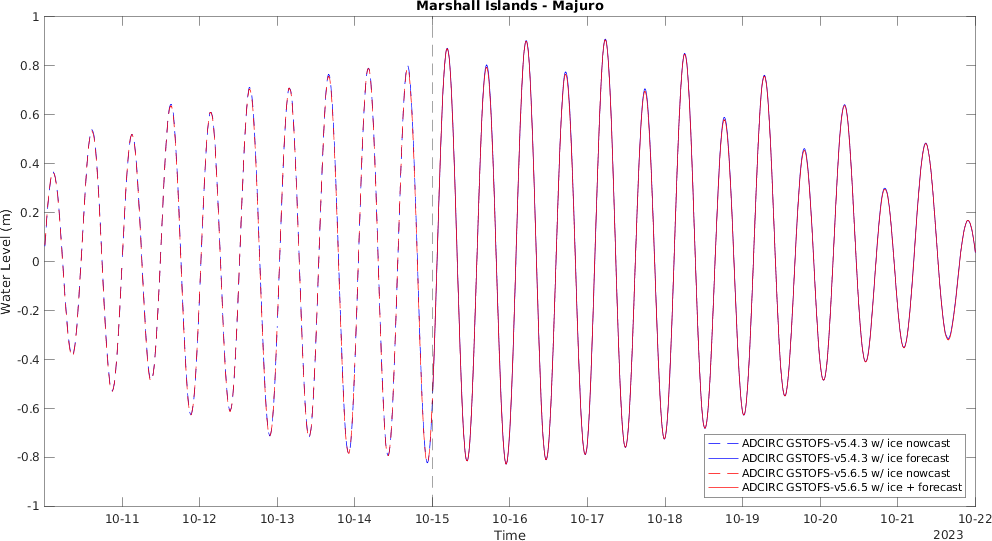 Marshall Islands - Majuro
Water Level (m)
1
0.8
0.6
0.4
0.2
0
-0.2
-0.4
-0.6
-0.8
-1
ADCIRC GSTOFS-v5.4.3 w/ ice nowcast
ADCIRC GSTOFS-v5.4.3 w/ ice forecast
ADCIRC GSTOFS-v5.6.5 w/ ice nowcast
ADCIRC GSTOFS-v5.6.5 w/ ice + forecast
10-11 10-12 10-13 10-14 10-15 10-16 10-17 10-18 10-19 10-20 10-21 10-22
Time
2023